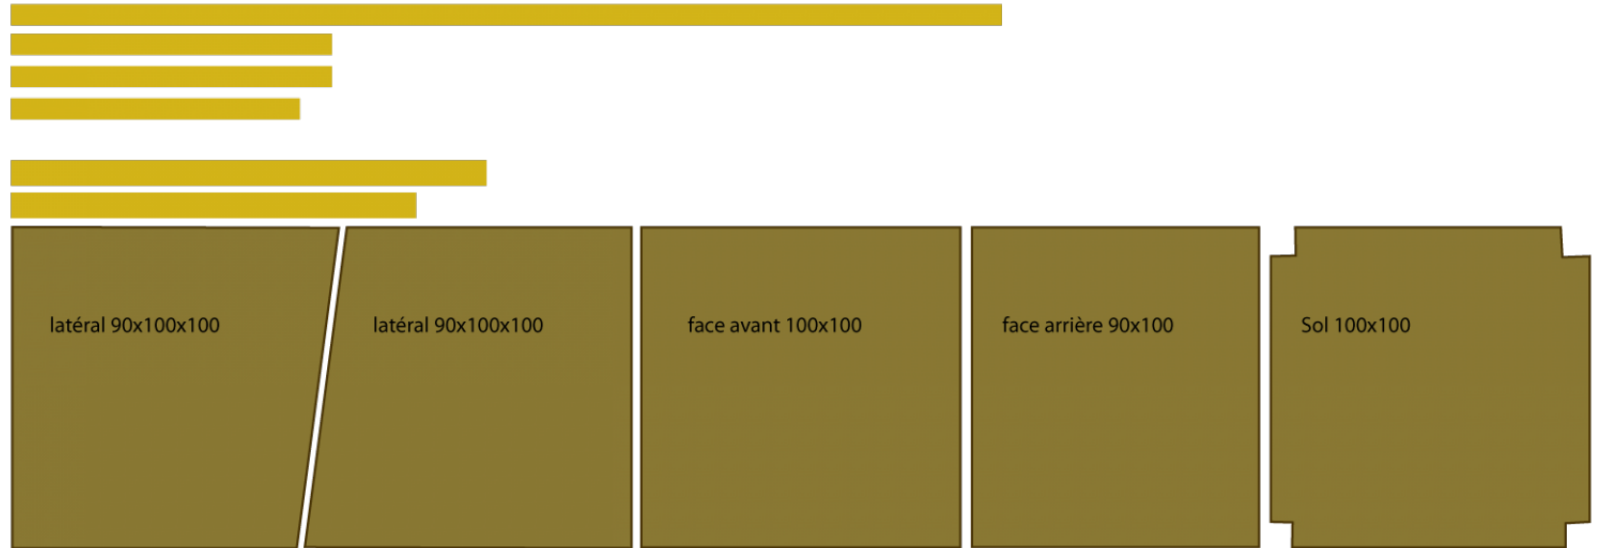 latéral 90x100x100
latéral 90x100x100
face avant 100x100
face arrière 90x100
Sol 100x100